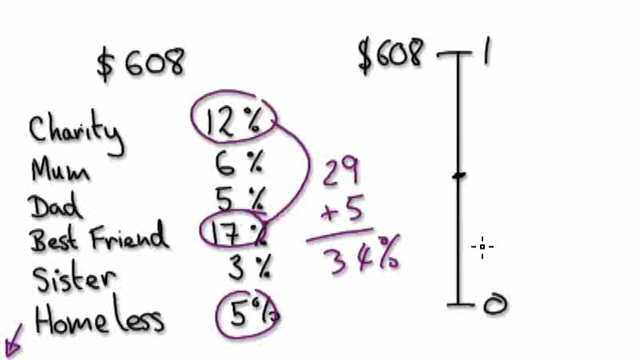 $608
Charity 12%
Mum 6%
Dad 5%
Best Friend 17%
Sister 3%
Homeless 5%
29
+ 5
34%
$608 1
0